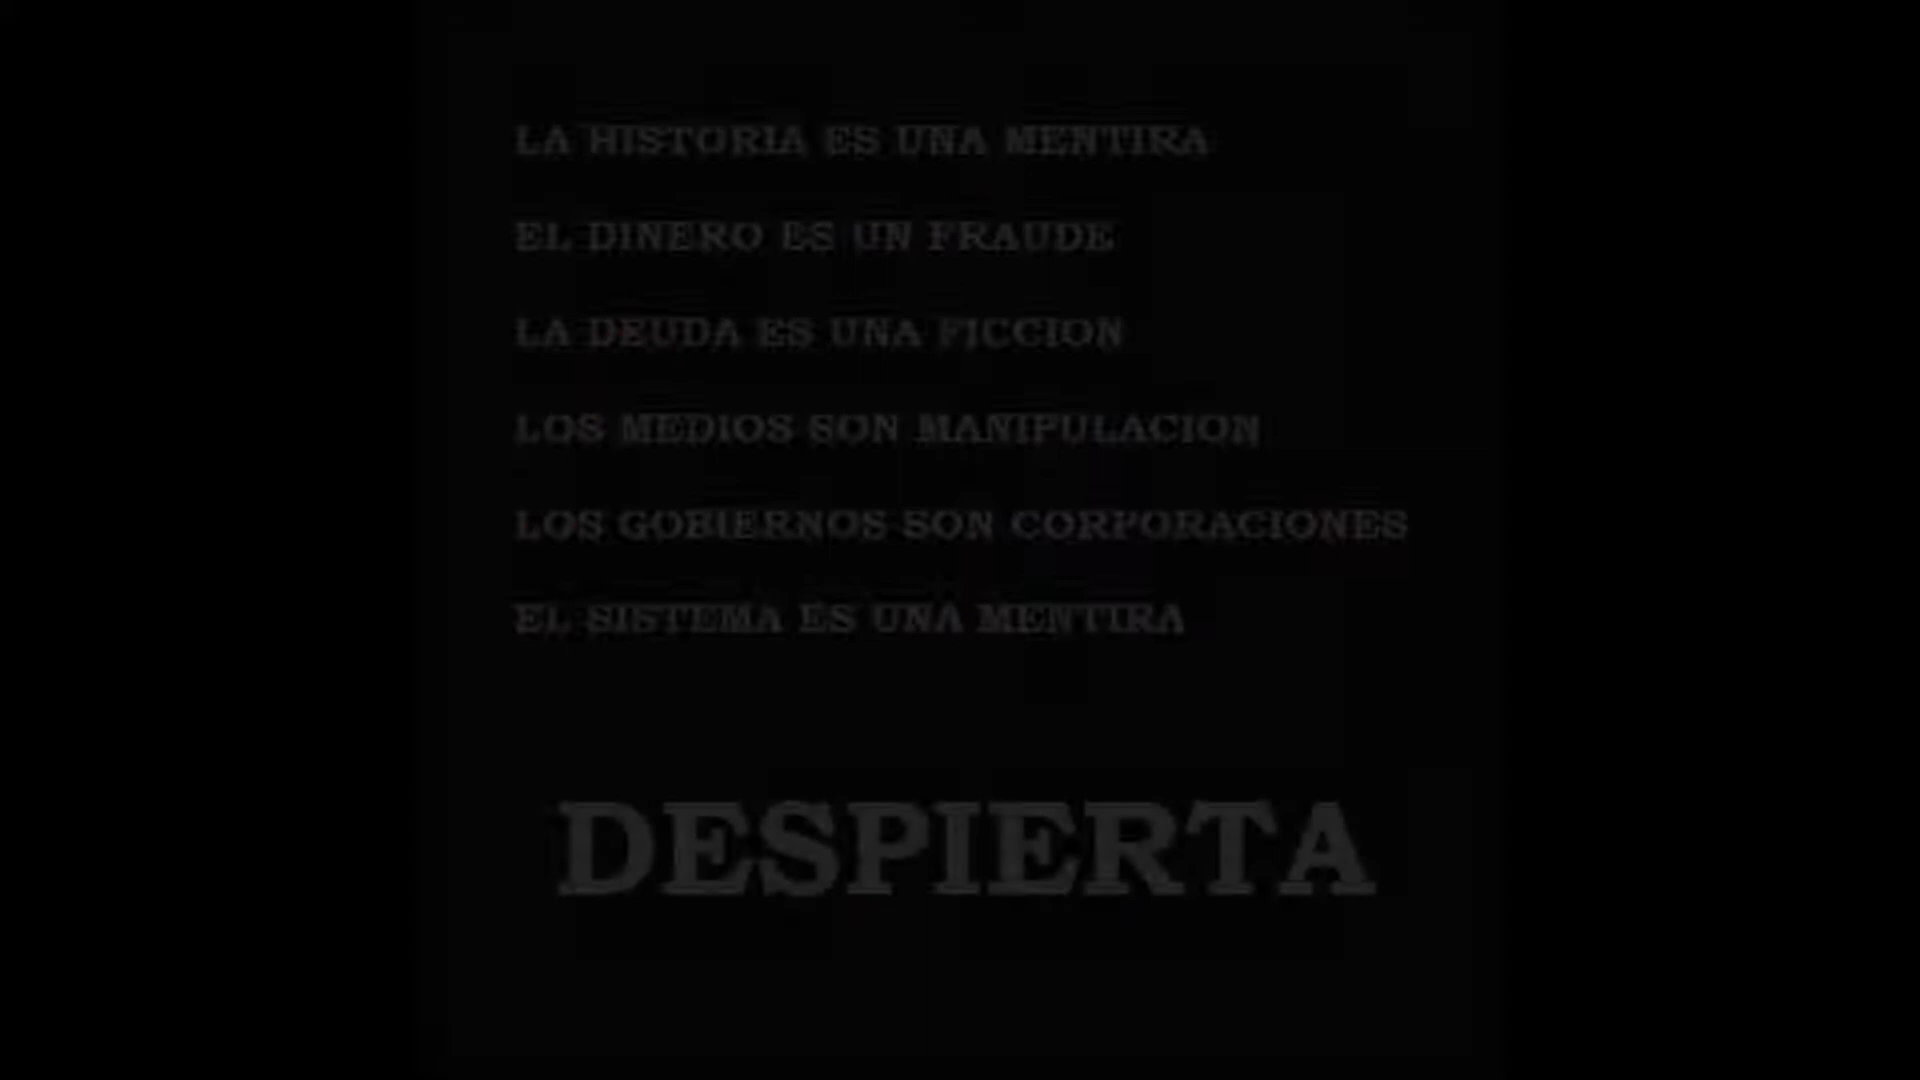 LA HISTORIA ES UNA MENTIRA
EL DINERO ES UN FRAUDE
LA DEUDA ES UNA FICCION
LOS MEDIOS SON MANIPULACION
LOS GOBIERNOS SON CORPORACIONES
EL SISTEMA ES UNA MENTIRA
DESPIERTA